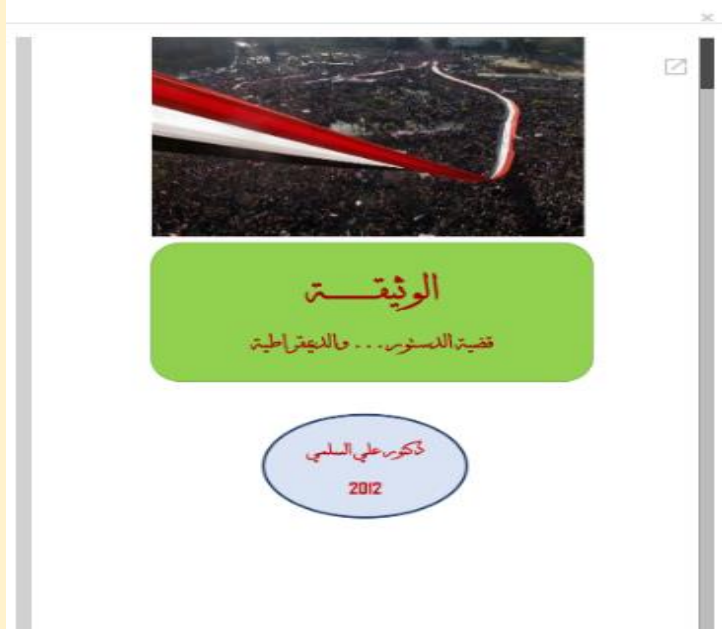 الوثيقـــــة
قضية الدستور... والديمقراطية
دكتور علي السلمي
2012